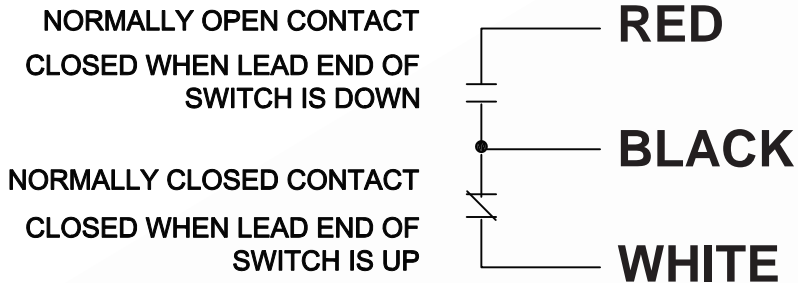 NORMALLY OPEN CONTACT
RED
CLOSED WHEN LEAD END OF
SWITCH IS DOWN
BLACK
NORMALLY CLOSED CONTACT
CLOSED WHEN LEAD END OF
SWITCH IS UP
WHITE